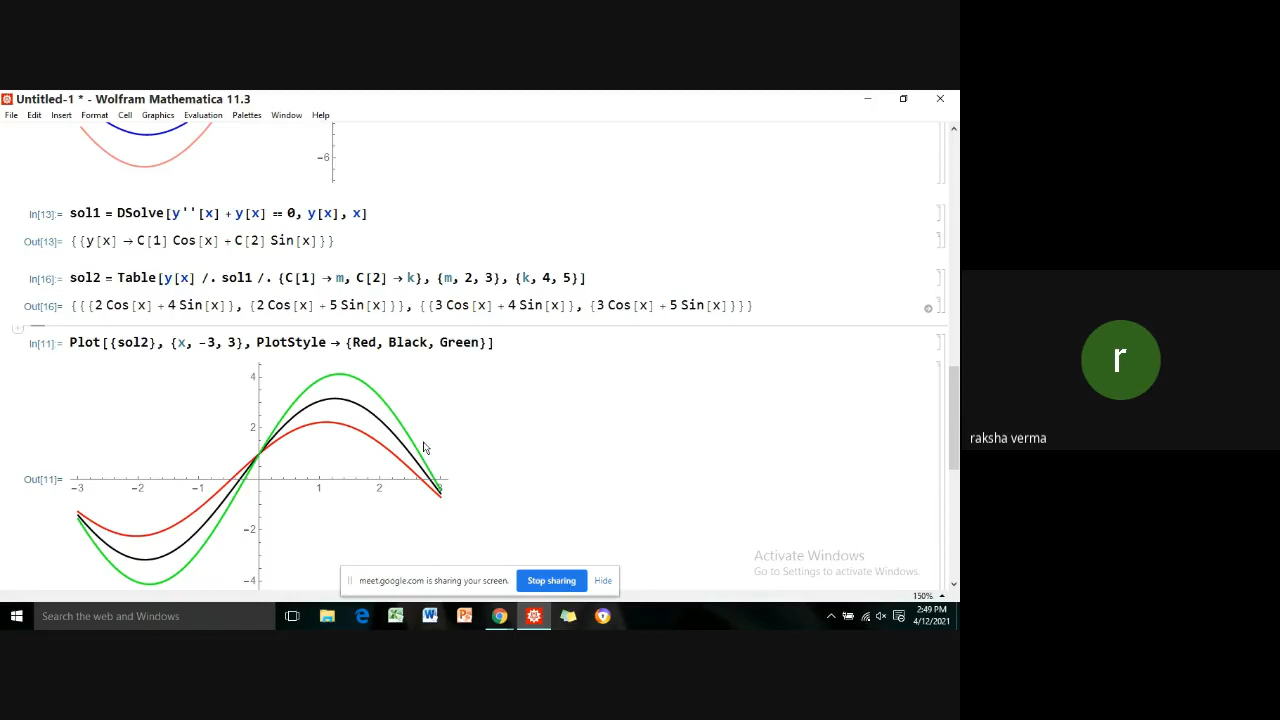 Untitled-1 * - Wolfram Mathematica 11.3
File Edit Insert Format Cell Graphics Evaluation Palettes Window Help
-6
In[13]:= sol1 = DSolve[y''[x] + y[x] == 0, y[x], x]
Out[13]= {{y[x] → C[1] Cos[x] + C[2] Sin[x]}}
In[16]:= sol2 = Table[y[x] /. sol1 /. {C[1] → m, C[2] → k}, {m, 2, 3}, {k, 4, 5}]
Out[16]= {{{2 Cos[x] + 4 Sin[x]}, {2 Cos[x] + 5 Sin[x]}}, {{3 Cos[x] + 4 Sin[x]}, {3 Cos[x] + 5 Sin[x]}}}
In[11]:= Plot[{sol2}, {x, -3, 3}, PlotStyle → {Red, Black, Green}]
4
2
Out[11]=
-3 -2 -1 1 2 3
-2
-4
r
raksha verma
Activate Windows
Go to Settings to activate Windows.
meet.google.com is sharing your screen. Stop sharing Hide
150%
Search the web and Windows
2:49 PM
4/12/2021